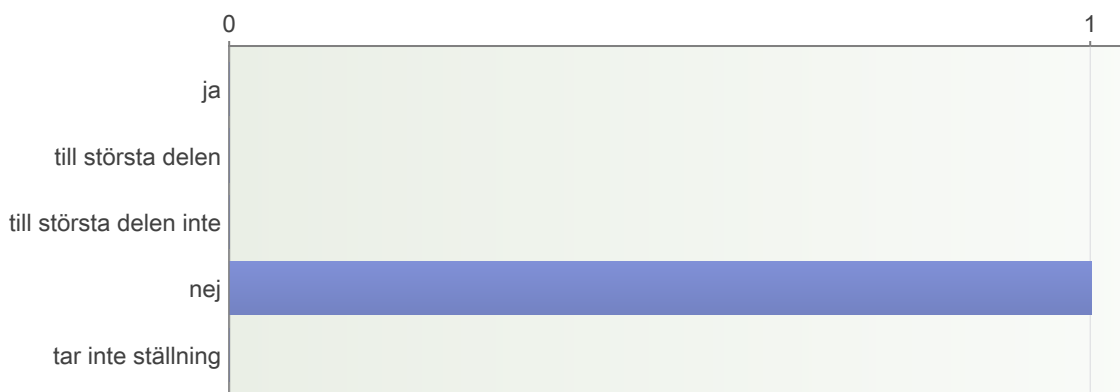 0 1
ja
till största delen
till största delen inte
nej
tar inte ställning